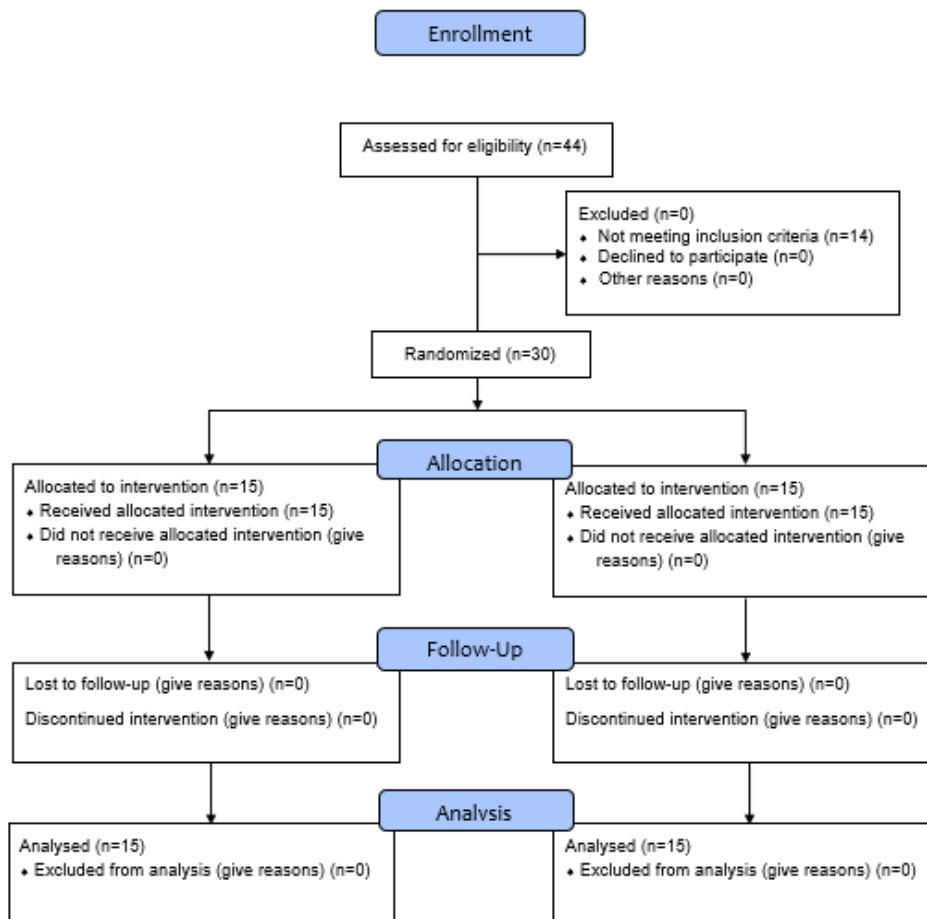 Enrollment
Assessed for eligibility (n=44)
Excluded (n=0)
⬧ Not meeting inclusion criteria (n=14)
⬧ Declined to participate (n=0)
⬧ Other reasons (n=0)
Randomized (n=30)
Allocation
Allocated to intervention (n=15)
⬧ Received allocated intervention (n=15)
⬧ Did not receive allocated intervention (give
reasons) (n=0)
Allocated to intervention (n=15)
⬧ Received allocated intervention (n=15)
⬧ Did not receive allocated intervention (give
reasons) (n=0)
Follow-Up
Lost to follow-up (give reasons) (n=0)
Discontinued intervention (give reasons) (n=0)
Lost to follow-up (give reasons) (n=0)
Discontinued intervention (give reasons) (n=0)
Analysis
Analysed (n=15)
⬧ Excluded from analysis (give reasons) (n=0)
Analysed (n=15)
⬧ Excluded from analysis (give reasons) (n=0)